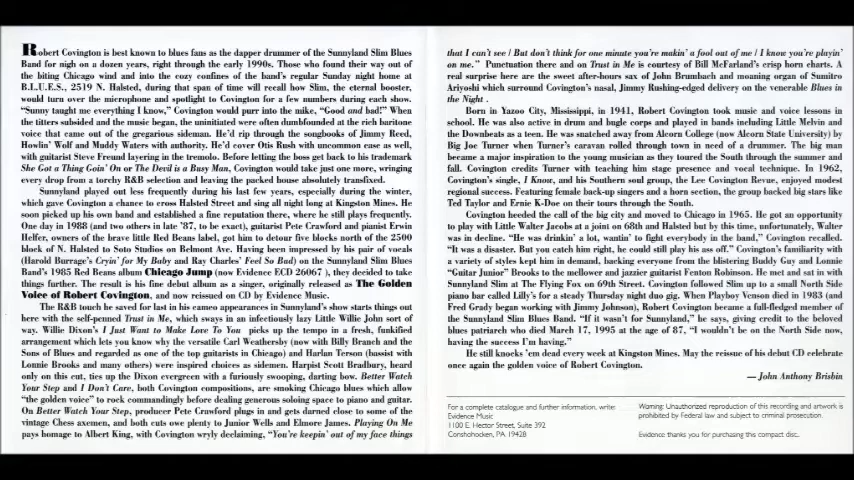 Robert Covington is best known to blues fans as the dapper drummer of the Sunnyland Slim Blues
Band for nigh on a dozen years, right through the early 1990s. Those who found their way out of
the biting Chicago wind and into the cozy confines of the band's regular Sunday night home at
B.L.U.E.S., 2519 N. Halsted, during that span of time will recall how Slim, the eternal booster,
would turn over the microphone and spotlight to Covington for a few numbers during each show.
"Sunny taught me everything I know," Covington would purr into the mike, "Good and bad!" When
the titters subsided and the music began, the uninitiated were often dumbfounded at the rich baritone
voice that came out of the gregarious sideman. He'd rip through the songbooks of Jimmy Reed,
Howlin' Wolf and Muddy Waters with authority. He'd cover Otis Rush with uncommon ease as well,
with guitarist Steve Freund layering in the tremolo. Before letting the boss get back to his trademark
She Got a Thing Goin' On or The Devil is a Busy Man, Covington would take just one more, wringing
every drop from a torchy R&B selection and leaving the packed house absolutely transfixed.
Sunnyland played out less frequently during his last few years, especially during the winter,
which gave Covington a chance to cross Halsted Street and sing all night long at Kingston Mines. He
soon picked up his own band and established a fine reputation there, where he still plays frequently.
One day in 1988 (and two others in late '87, to be exact), guitarist Pete Crawford and pianist Erwin
Helfer, owners of the brave little Red Beans label, got him to detour five blocks north of the 2500
block of N. Halsted to Soto Studios on Belmont Ave. Having been impressed by his pair of vocals
(Harold Burrage's Cryin' for My Baby and Ray Charles' Feel So Bad) on the Sunnyland Slim Blues
Band's 1985 Red Beans album Chicago Jump (now Evidence ECD 26067 ), they decided to take
things further. The result is his fine debut album as a singer, originally released as The Golden
Voice of Robert Covington, and now reissued on CD by Evidence Music.
The R&B touch he saved for last in his cameo appearances in Sunnyland's show starts things out
here with the self-penned Trust in Me, which sways in an infectiously lazy Little Willie John sort of
way. Willie Dixon's I Just Want to Make Love To You picks up the tempo in a fresh, funkified
arrangement which lets you know why the versatile Carl Weathersby (now with Billy Branch and the
Sons of Blues and regarded as one of the top guitarists in Chicago) and Harlan Terson (bassist with
Lonnie Brooks and many others) were inspired choices as sidemen. Harpist Scott Bradbury, heard
only on this cut, ties up the Dixon evergreen with a furiously swooping, darting bow. Better Watch
Your Step and I Don't Care, both Covington compositions, are smoking Chicago blues which allow
"the golden voice" to rock commandingly before dealing generous soloing space to piano and guitar.
On Better Watch Your Step, producer Pete Crawford plugs in and gets darned close to some of the
vintage Chess axemen, and both cuts owe plenty to Junior Wells and Elmore James. Playing On Me
pays homage to Albert King, with Covington wryly declaiming, "You're keepin' out of my face things
that I can't see / But don't think for one minute you're makin' a fool out of me / I know you're playin'
on me." Punctuation there and on Trust in Me is courtesy of Bill McFarland's crisp horn charts. A
real surprise here are the sweet after-hours sax of John Brumbach and moaning organ of Sumitro
Ariyoshi which surround Covington's nasal, Jimmy Rushing-edged delivery on the venerable Blues in
the Night .
Born in Yazoo City, Mississippi, in 1941, Robert Covington took music and voice lessons in
school. He was also active in drum and bugle corps and played in bands including Little Melvin and
the Downbeats as a teen. He was snatched away from Alcorn College (now Alcorn State University) by
Big Joe Turner when Turner's caravan rolled through town in need of a drummer. The big man
became a major inspiration to the young musician as they toured the South through the summer and
fall. Covington credits Turner with teaching him stage presence and vocal technique. In 1962,
Covington's single, I Know, and his Southern soul group, the Lee Covington Revue, enjoyed modest
regional success. Featuring female back-up singers and a horn section, the group backed big stars like
Ted Taylor and Ernie K-Doe on their tours through the South.
Covington heeded the call of the big city and moved to Chicago in 1965. He got an opportunity
to play with Little Walter Jacobs at a joint on 68th and Halsted but by this time, unfortunately, Walter
was in decline. "He was drinkin' a lot, wantin' to fight everybody in the band," Covington recalled.
"It was a disaster. But you catch him right, he could still play his ass off." Covington's familiarity with
a variety of styles kept him in demand, backing everyone from the blistering Buddy Guy and Lonnie
"Guitar Junior" Brooks to the mellower and jazzier guitarist Fenton Robinson. He met and sat in with
Sunnyland Slim at The Flying Fox on 69th Street. Covington followed Slim up to a small North Side
piano bar called Lilly's for a steady Thursday night duo gig. When Playboy Venson died in 1983 (and
Fred Grady began working with Jimmy Johnson), Robert Covington became a full-fledged member of
the Sunnyland Slim Blues Band. "If it wasn't for Sunnyland," he says, giving credit to the beloved
blues patriarch who died March 17, 1995 at the age of 87, "I wouldn't be on the North Side now,
having the success I'm having."
He still knocks 'em dead every week at Kingston Mines. May the reissue of his debut CD celebrate
once again the golden voice of Robert Covington.
— John Anthony Brisbin
For a complete catalogue and further information, write:
Evidence Music
1100 E. Hector Street, Suite 392
Conshohocken, PA 19428
Warning: Unauthorized reproduction of this recording and artwork is
prohibited by Federal law and subject to criminal prosecution.
Evidence thanks you for purchasing this compact disc.